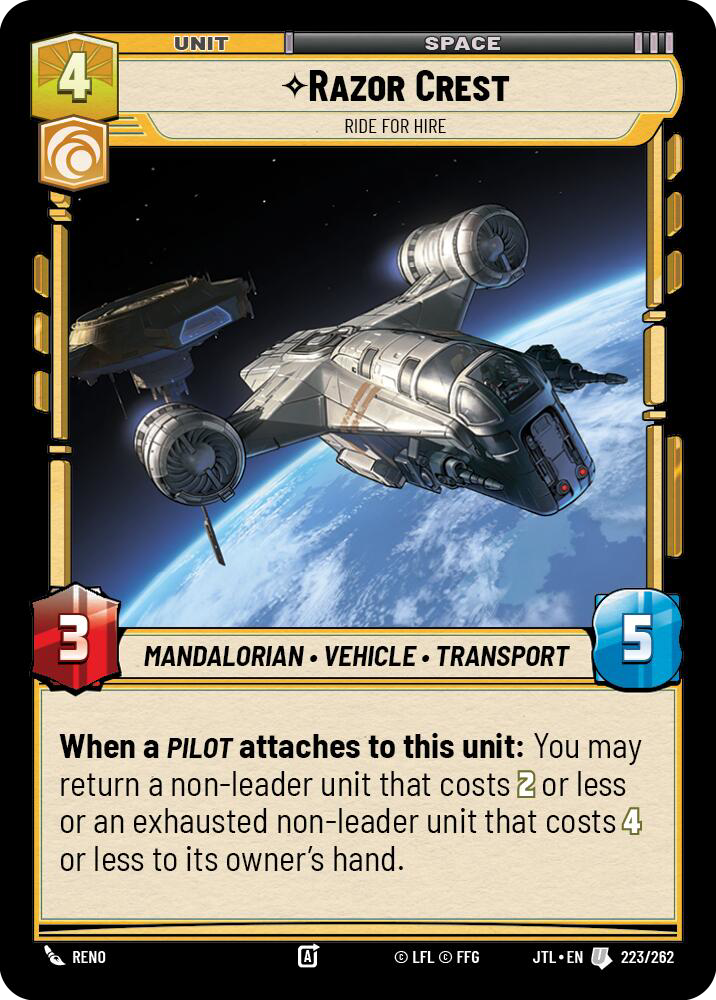 UNIT
SPACE
4
RAZOR CREST
RIDE FOR HIRE
3
MANDALORIAN • VEHICLE • TRANSPORT
5
When a PILOT attaches to this unit: You may
return a non-leader unit that costs 2 or less
or an exhausted non-leader unit that costs 4
or less to its owner's hand.
RENO
A
© LFL © FFG
JTL • EN
U
223/262